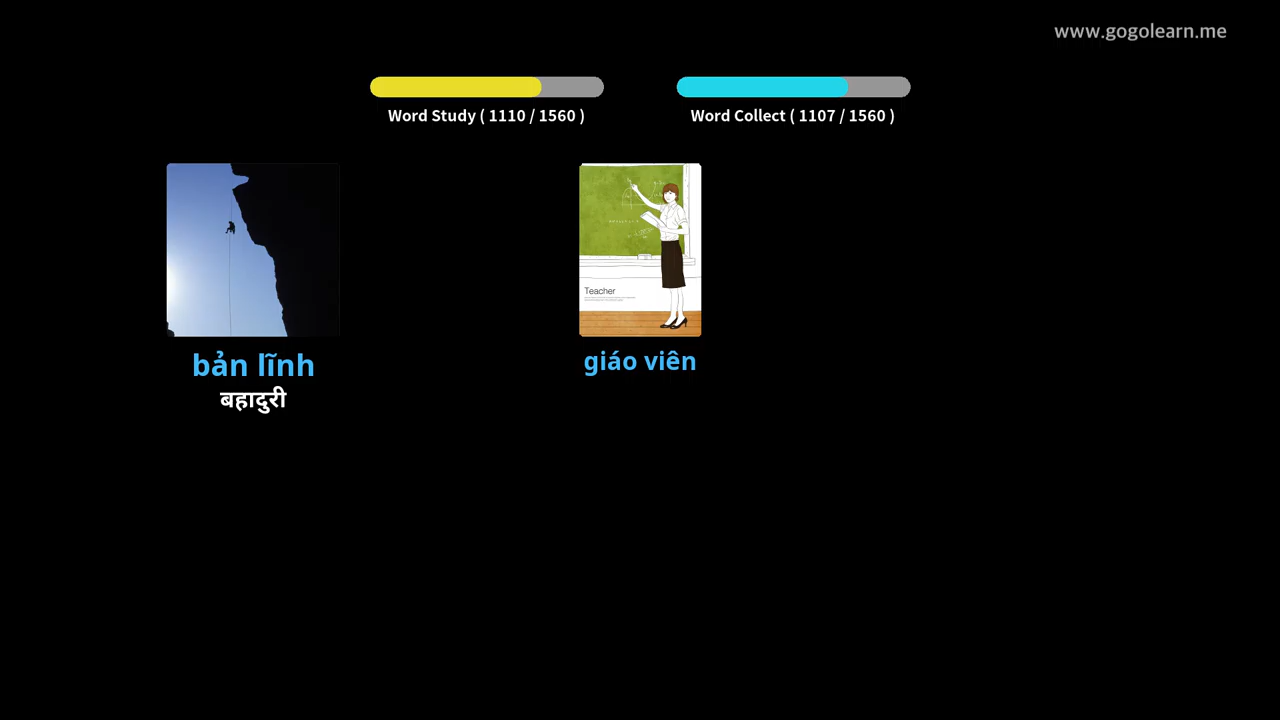 www.gogolearn.me
Word Study ( 1110 / 1560 )
Word Collect ( 1107 / 1560 )
Teacher
bản lĩnh
बहादुरी
giáo viên